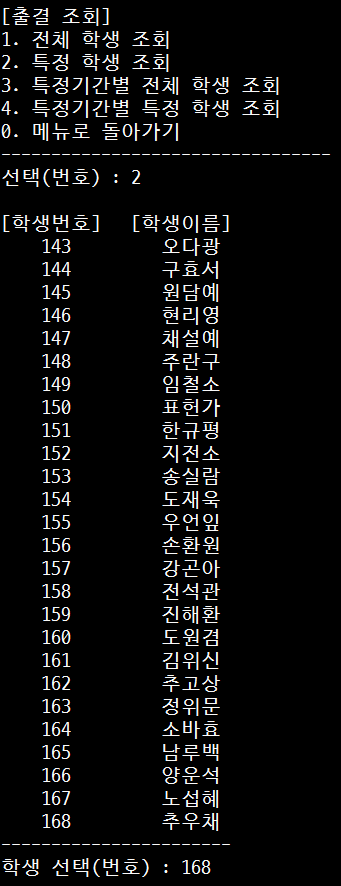 [출결 조회]
1. 전체 학생 조회
2. 특정 학생 조회
3. 특정기간별 전체 학생 조회
4. 특정기간별 특정 학생 조회
0. 메뉴로 돌아가기
---------------------------------
선택(번호) : 2
[학생번호] [학생이름]
143 오다광
144 구효서
145 원담예
146 현리영
147 채설예
148 주란구
149 임철소
150 표헌가
151 한규평
152 지전소
153 송실람
154 도재욱
155 우언잎
156 손환원
157 강곤아
158 전석관
159 진해환
160 도원겸
161 김위신
162 추고상
163 정위문
164 소바효
165 남루백
166 양운석
167 노섭혜
168 추우채
-----------------------
학생 선택(번호) : 168